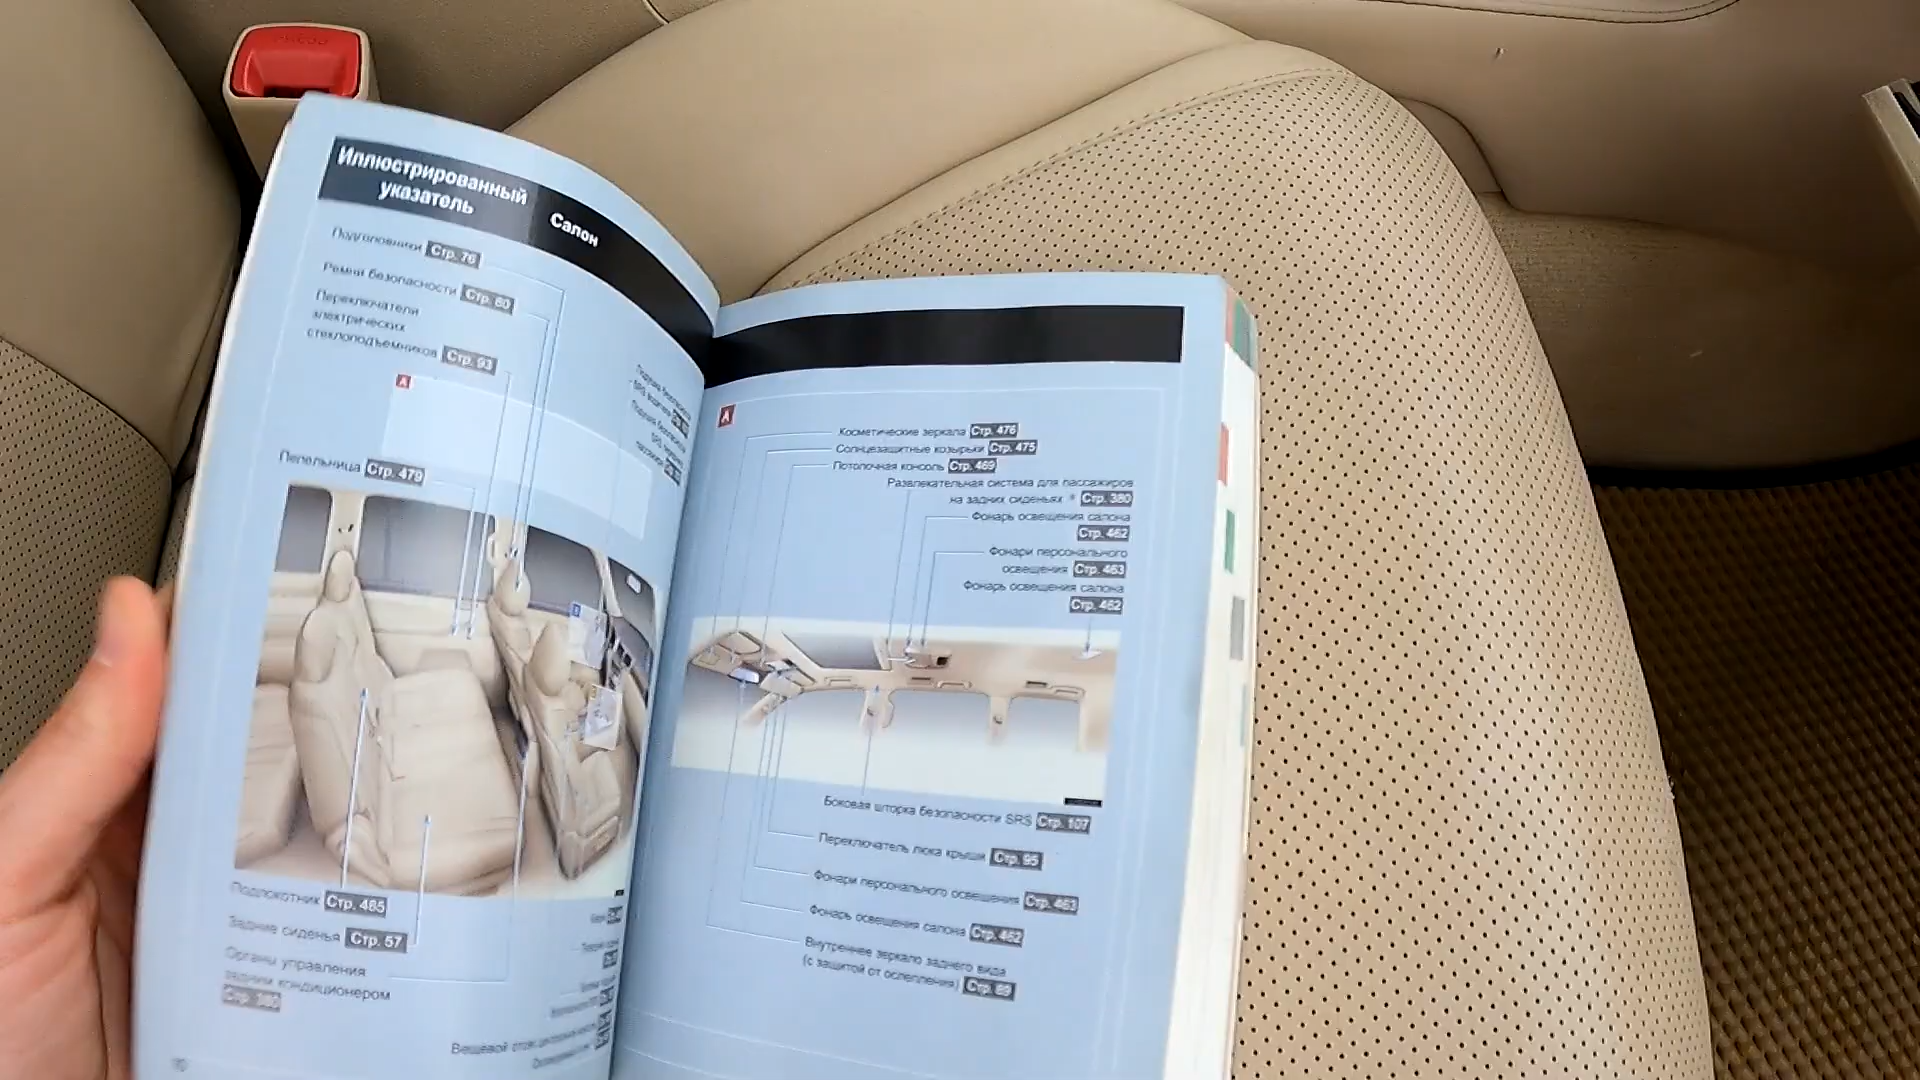 Иллюстрированный
указатель
Салон
Подголовники Стр. 76
Ремни безопасности Стр. 80
Переключатели
электрических
стеклоподъемников Стр. 93
A
Пепельница Стр. 479
Подлокотник Стр. 485
Задние сиденья Стр. 57
Органы управления
задним кондиционером
A
Косметические зеркала Стр. 476
Солнцезащитные козырьки Стр. 475
Потолочная консоль Стр. 469
Развлекательная система для пассажиров
на задних сиденьях * Стр. 380
Фонарь освещения салона
Стр. 462
Фонари персонального
освещения Стр. 463
Фонарь освещения салона
Стр. 462
Боковая шторка безопасности SRS Стр. 107
Переключатель люка крыши Стр. 95
Фонари персонального освещения Стр. 463
Фонарь освещения салона Стр. 462
Внутреннее зеркало заднего вида
(с защитой от ослепления) Стр. 89